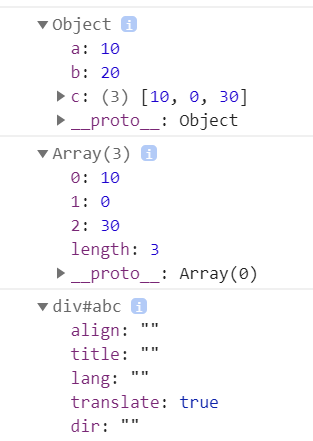 ▼Object i
a: 10
b: 20
▶c: (3) [10, 0, 30]
▶__proto__: Object
▼Array(3) i
0: 10
1: 0
2: 30
length: 3
▶__proto__: Array(0)
▼div#abc i
align: ""
title: ""
lang: ""
translate: true
dir: ""